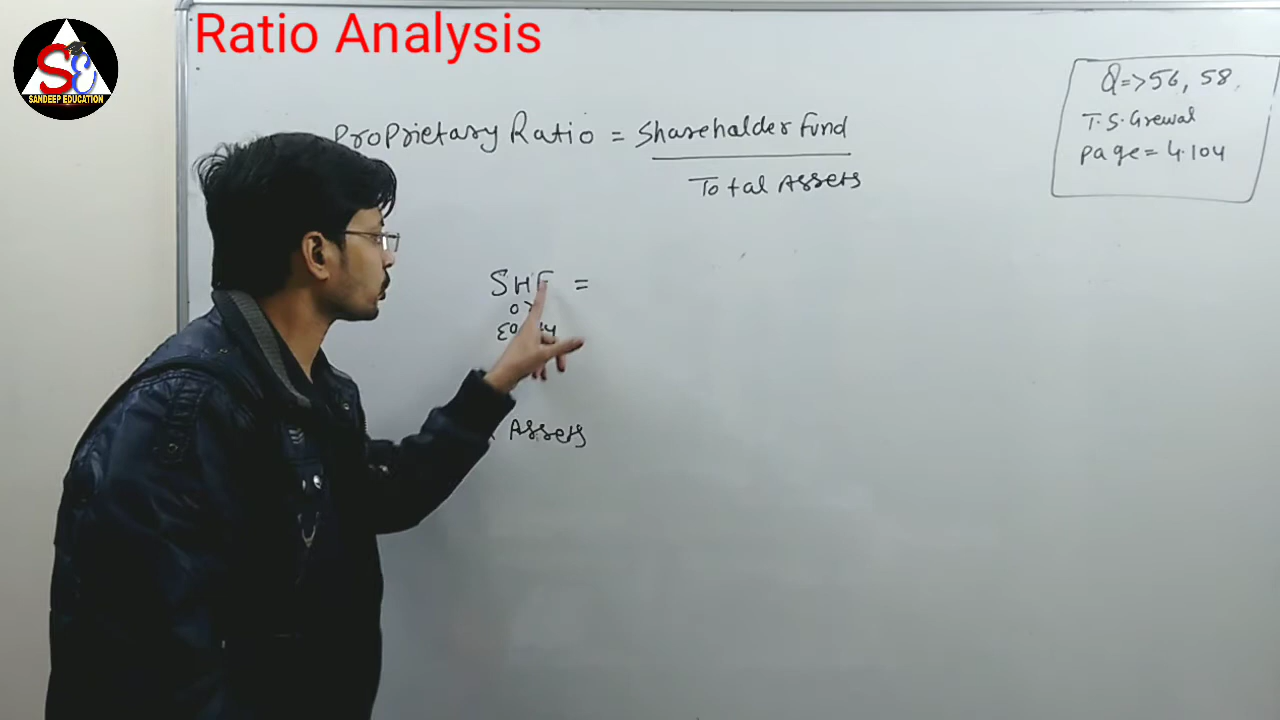 Ratio Analysis
SE
SANDEEP EDUCATION
Proprietary Ratio = Shareholder Fund
Total Assets
Q=>56, 58.
T.S.Grewal
Page = 4.104
SHF =
or
Assets